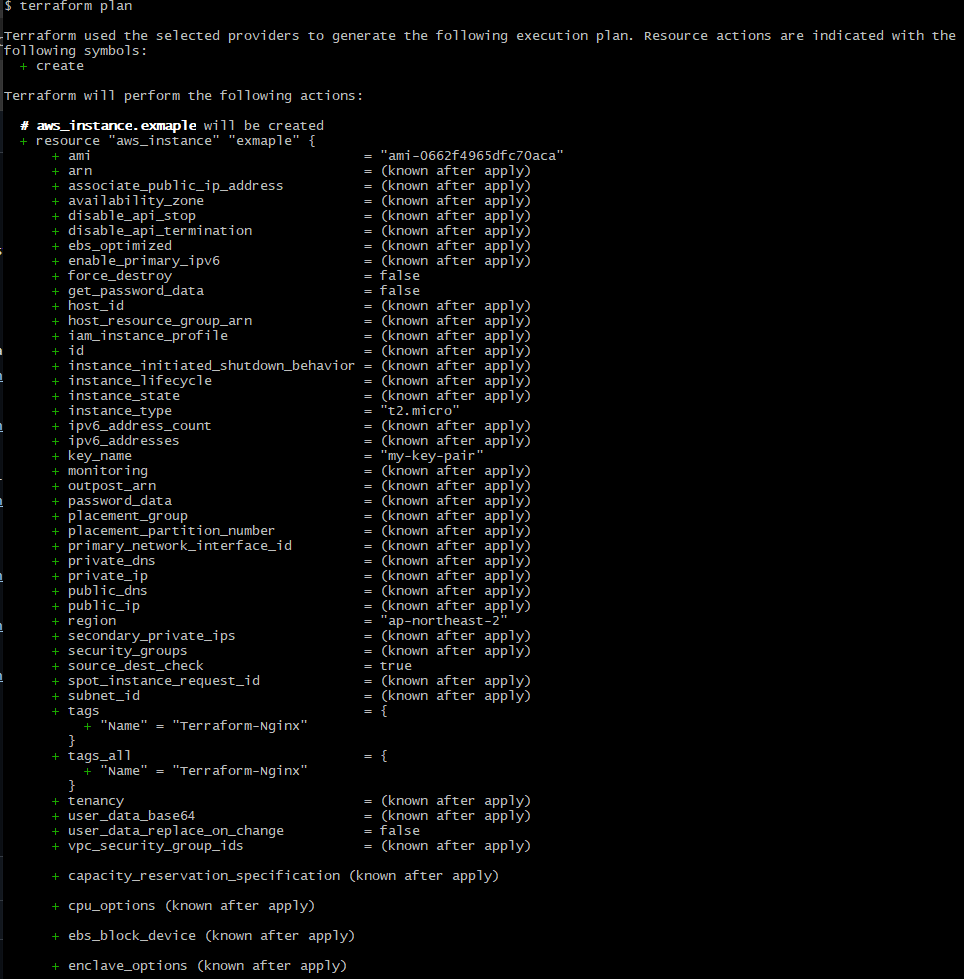 $ terraform plan
Terraform used the selected providers to generate the following execution plan. Resource actions are indicated with the
following symbols:
+ create
Terraform will perform the following actions:
# aws_instance.exmaple will be created
+ resource "aws_instance" "exmaple" {
+ ami = "ami-0662f4965dfc70aca"
+ arn = (known after apply)
+ associate_public_ip_address = (known after apply)
+ availability_zone = (known after apply)
+ disable_api_stop = (known after apply)
+ disable_api_termination = (known after apply)
+ ebs_optimized = (known after apply)
+ enable_primary_ipv6 = (known after apply)
+ force_destroy = false
+ get_password_data = false
+ host_id = (known after apply)
+ host_resource_group_arn = (known after apply)
+ iam_instance_profile = (known after apply)
+ id = (known after apply)
+ instance_initiated_shutdown_behavior = (known after apply)
+ instance_lifecycle = (known after apply)
+ instance_state = (known after apply)
+ instance_type = "t2.micro"
+ ipv6_address_count = (known after apply)
+ ipv6_addresses = (known after apply)
+ key_name = "my-key-pair"
+ monitoring = (known after apply)
+ outpost_arn = (known after apply)
+ password_data = (known after apply)
+ placement_group = (known after apply)
+ placement_partition_number = (known after apply)
+ primary_network_interface_id = (known after apply)
+ private_dns = (known after apply)
+ private_ip = (known after apply)
+ public_dns = (known after apply)
+ public_ip = (known after apply)
+ region = "ap-northeast-2"
+ secondary_private_ips = (known after apply)
+ security_groups = (known after apply)
+ source_dest_check = true
+ spot_instance_request_id = (known after apply)
+ subnet_id = (known after apply)
+ tags = {
+ "Name" = "Terraform-Nginx"
}
+ tags_all = {
+ "Name" = "Terraform-Nginx"
}
+ tenancy = (known after apply)
+ user_data_base64 = (known after apply)
+ user_data_replace_on_change = false
+ vpc_security_group_ids = (known after apply)
+ capacity_reservation_specification (known after apply)
+ cpu_options (known after apply)
+ ebs_block_device (known after apply)
+ enclave_options (known after apply)